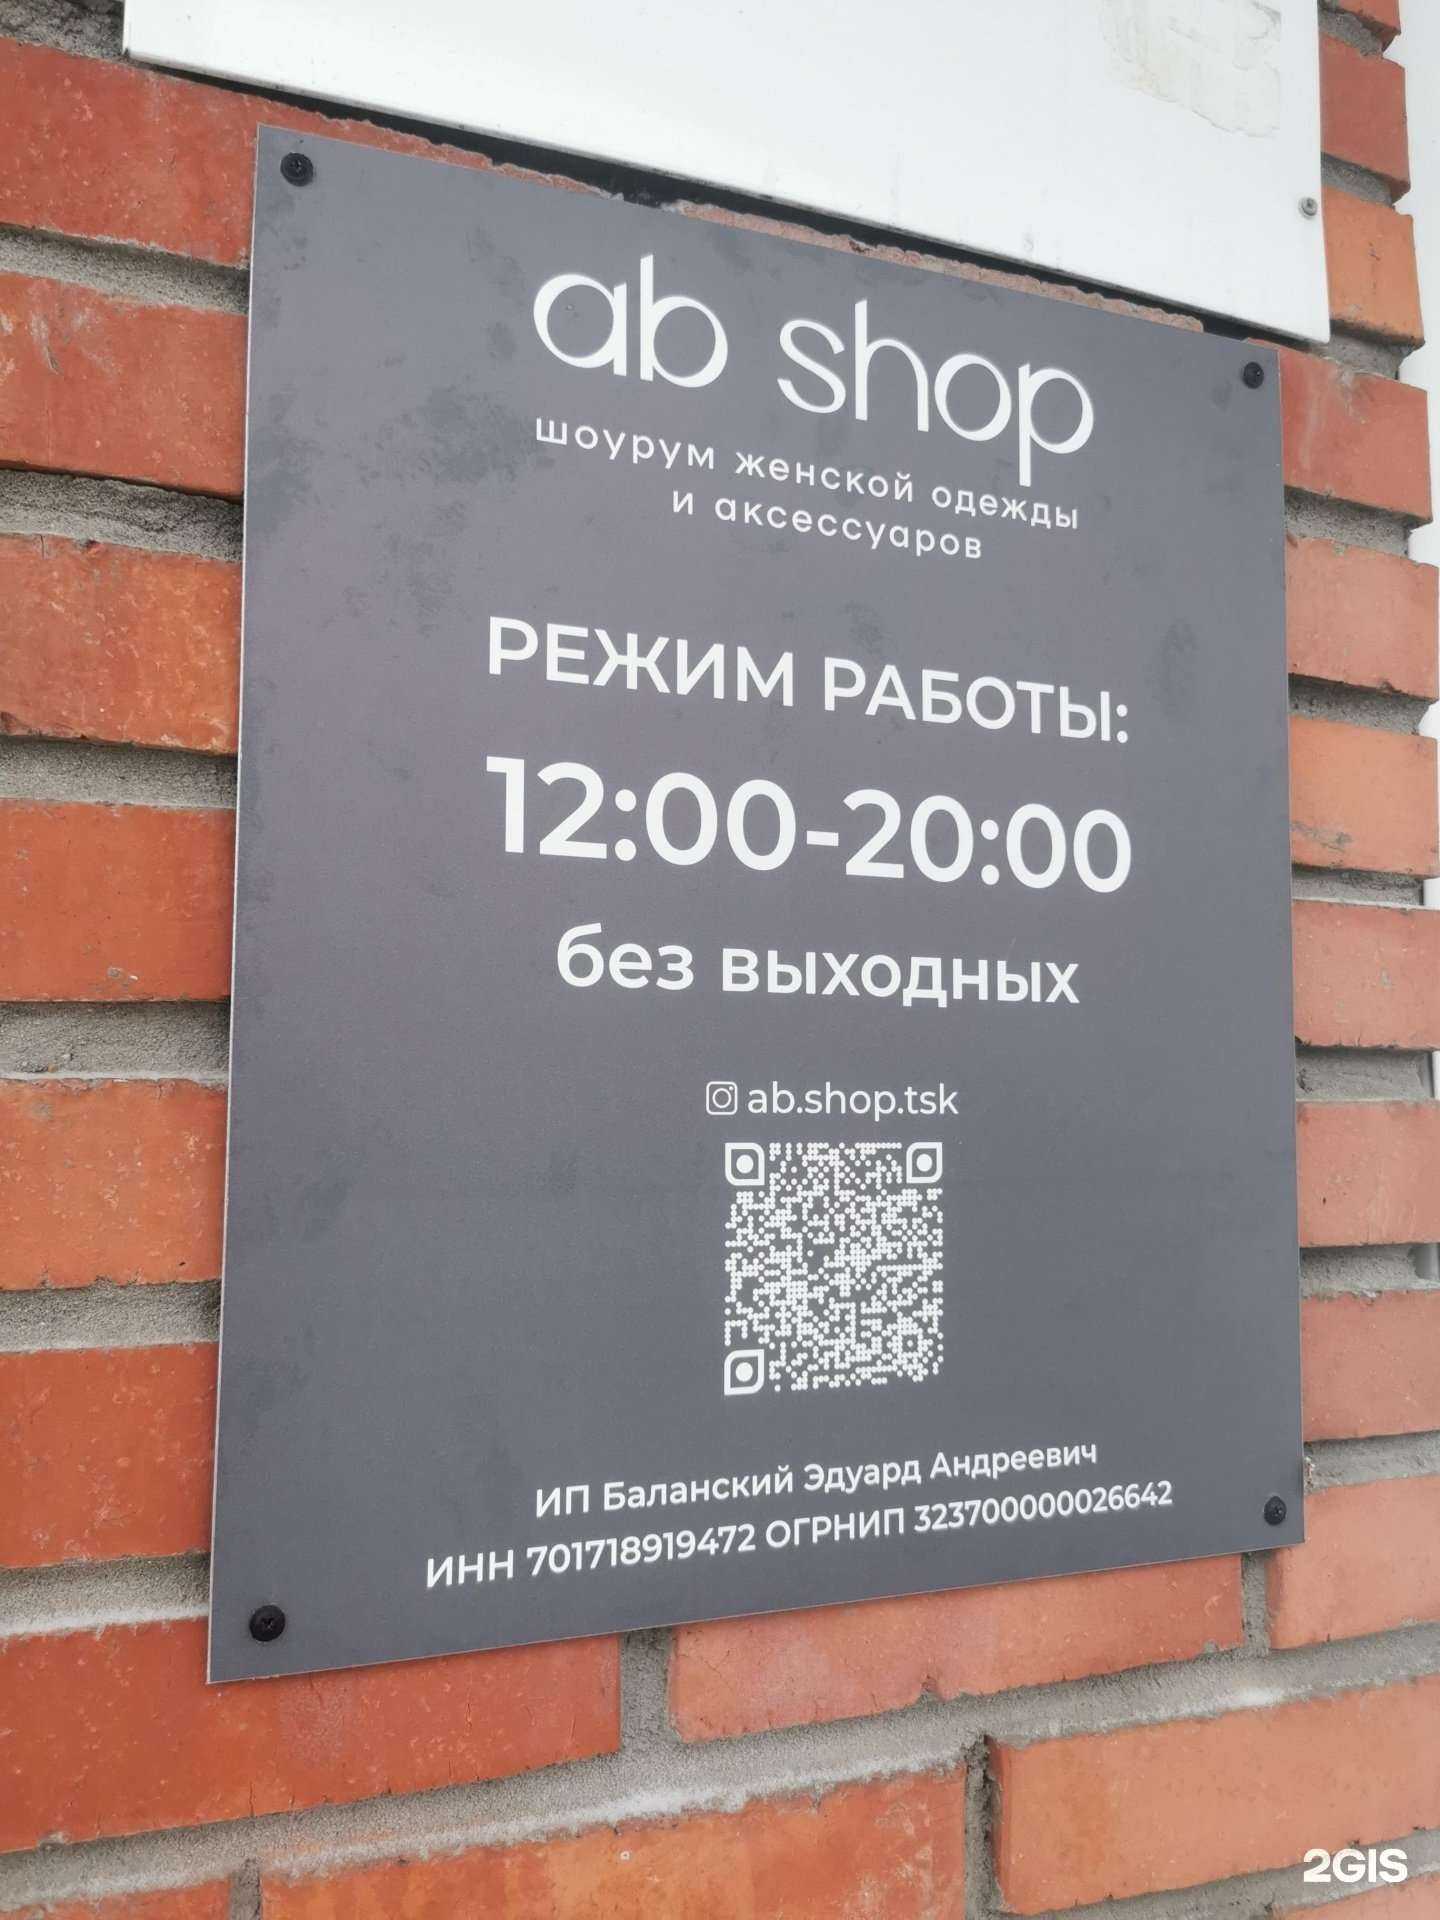 ab shop
шоурум женской одежды
и аксессуаров
РЕЖИМ РАБОТЫ:
12:00-20:00
без выходных
ab.shop.tsk
ИП Баланский Эдуард Андреевич
ИНН 701718919472 ОГРНИП 323700000026642
2GIS